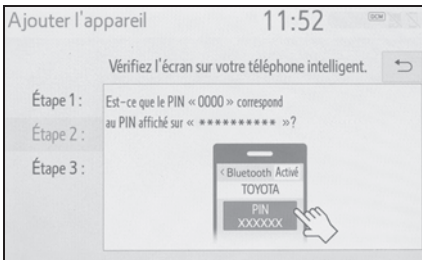 Ajouter l'appareil 11:52 DCM
Vérifiez l'écran sur votre téléphone intelligent.
Étape 1 : Est-ce que le PIN « 0000 » correspond
au PIN affiché sur « ********** »?
Étape 2 :
Étape 3 :
< Bluetooth Activé
TOYOTA
PIN
XXXXXX